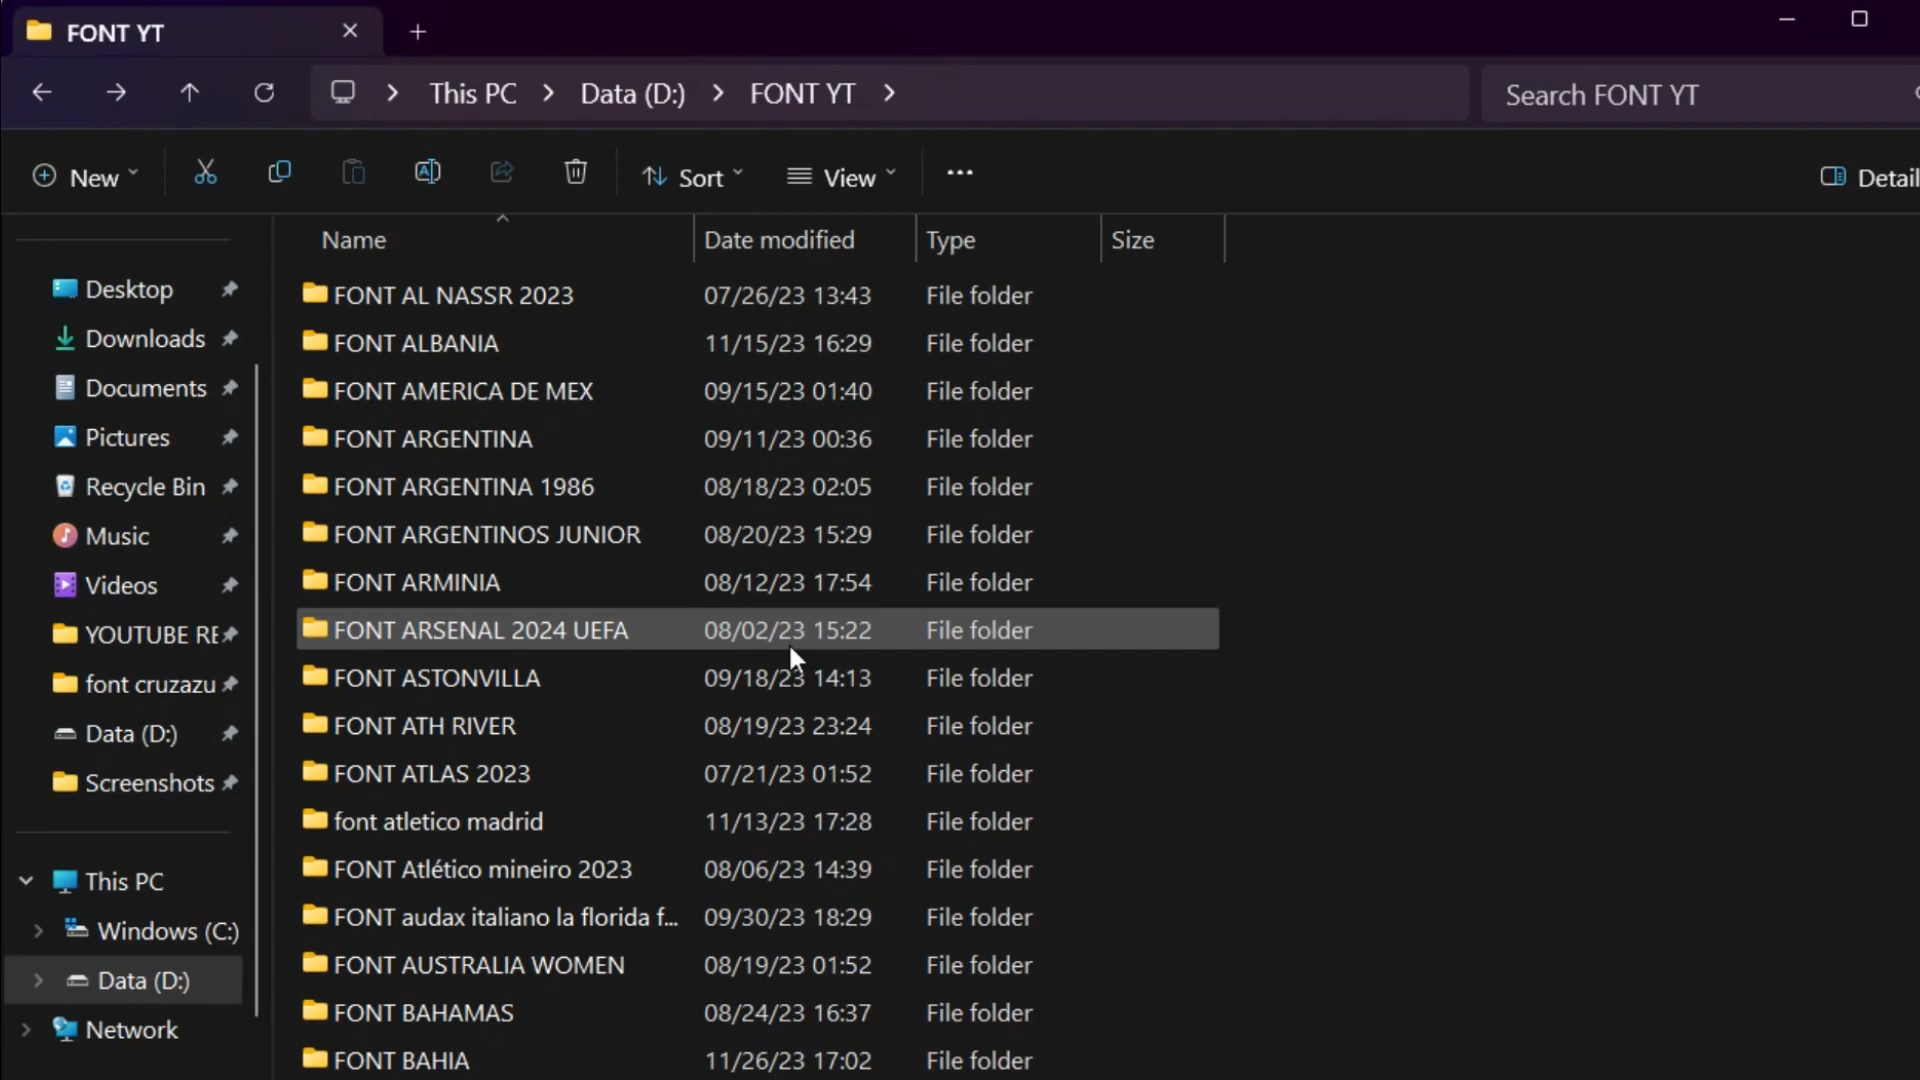 FONT YT
This PC
Data (D:)
FONT YT
Search FONT YT
New
Sort
View
Detail
Name
Date modified
Type
Size
Desktop
Downloads
Documents
Pictures
Recycle Bin
Music
Videos
YOUTUBE RE
font cruzazu
Data (D:)
Screenshots
This PC
Windows (C:)
Data (D:)
Network
FONT AL NASSR 2023 07/26/23 13:43 File folder
FONT ALBANIA 11/15/23 16:29 File folder
FONT AMERICA DE MEX 09/15/23 01:40 File folder
FONT ARGENTINA 09/11/23 00:36 File folder
FONT ARGENTINA 1986 08/18/23 02:05 File folder
FONT ARGENTINOS JUNIOR 08/20/23 15:29 File folder
FONT ARMINIA 08/12/23 17:54 File folder
FONT ARSENAL 2024 UEFA 08/02/23 15:22 File folder
FONT ASTONVILLA 09/18/23 14:13 File folder
FONT ATH RIVER 08/19/23 23:24 File folder
FONT ATLAS 2023 07/21/23 01:52 File folder
font atletico madrid 11/13/23 17:28 File folder
FONT Atlético mineiro 2023 08/06/23 14:39 File folder
FONT audax italiano la florida f... 09/30/23 18:29 File folder
FONT AUSTRALIA WOMEN 08/19/23 01:52 File folder
FONT BAHAMAS 08/24/23 16:37 File folder
FONT BAHIA 11/26/23 17:02 File folder